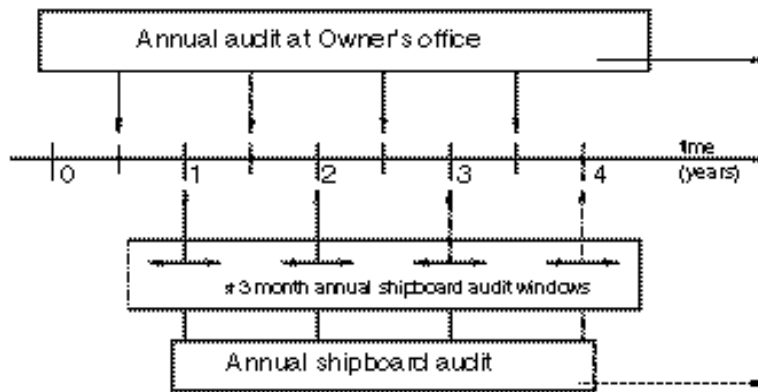 Annual audit at Owner's office
time
0 1 2 3 4 (years)
± 3 month annual shipboard audit windows
Annual shipboard audit